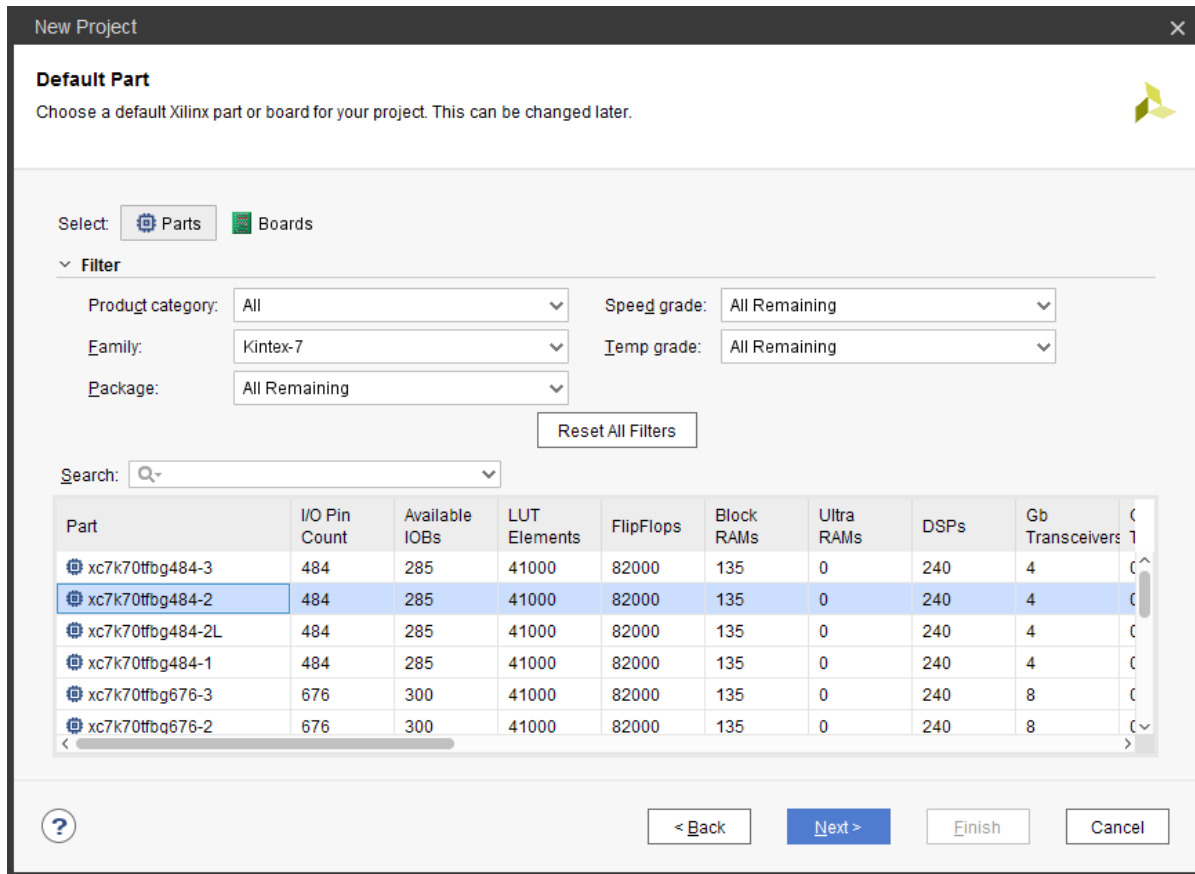 New Project
Default Part
Choose a default Xilinx part or board for your project. This can be changed later.
Select: Parts Boards
Filter
Product category: All Speed grade: All Remaining
Family: Kintex-7 Temp grade: All Remaining
Package: All Remaining
Reset All Filters
Search:
Part I/O Pin Count Available IOBs LUT Elements FlipFlops Block RAMs Ultra RAMs DSPs Gb Transceivers
xc7k70tfbg484-3 484 285 41000 82000 135 0 240 4 0
xc7k70tfbg484-2 484 285 41000 82000 135 0 240 4 0
xc7k70tfbg484-2L 484 285 41000 82000 135 0 240 4 0
xc7k70tfbg484-1 484 285 41000 82000 135 0 240 4 0
xc7k70tfbg676-3 676 300 41000 82000 135 0 240 8 0
xc7k70tfbg676-2 676 300 41000 82000 135 0 240 8
? < Back Next > Finish Cancel